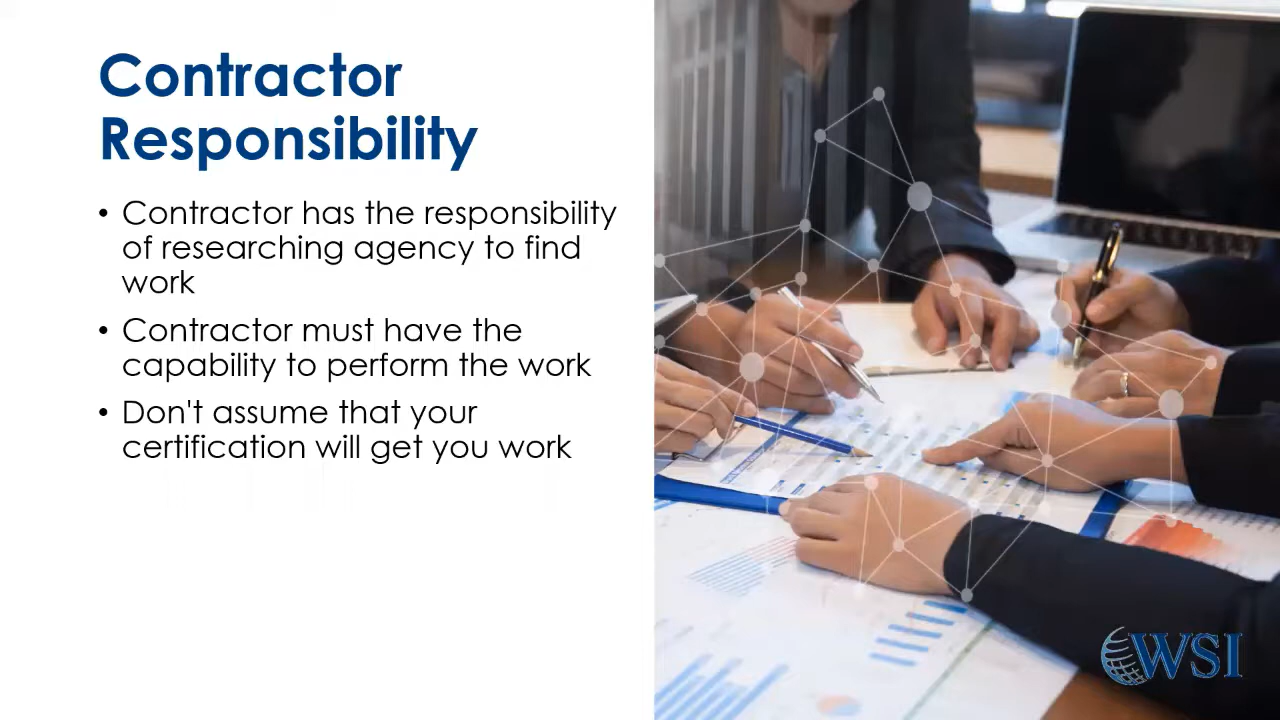 Contractor
Responsibility
• Contractor has the responsibility
of researching agency to find
work
• Contractor must have the
capability to perform the work
• Don't assume that your
certification will get you work
WSI